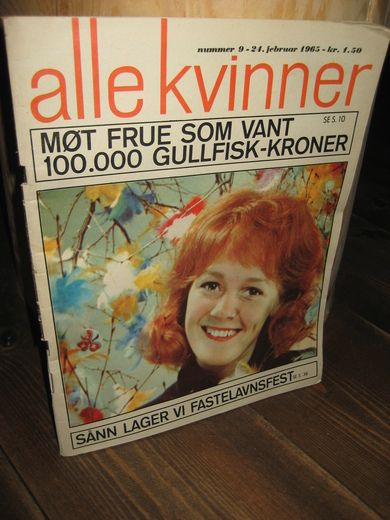 nummer 9 - 24. februar 1965 - kr. 1.50
alle kvinner
MØT FRUE SOM VANT SE S. 10
100.000 GULLFISK-KRONER
SÅNN LAGER VI FASTELAVNSFEST